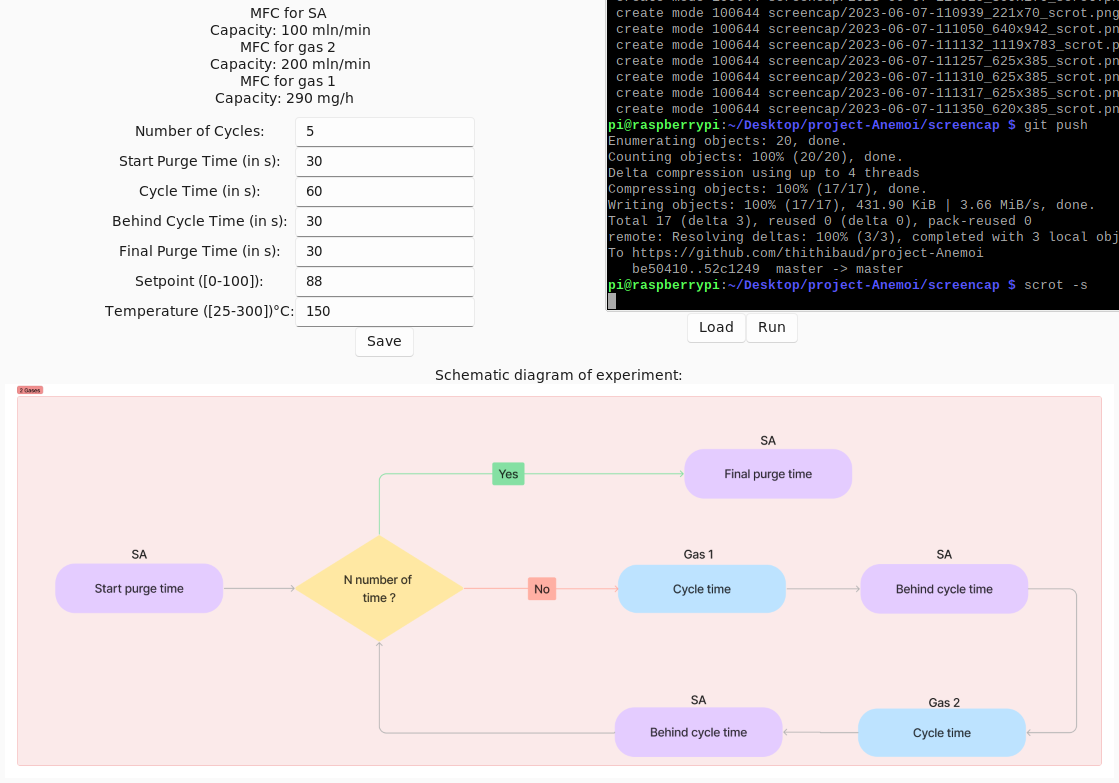 MFC for SA
Capacity: 100 mln/min
MFC for gas 2
Capacity: 200 mln/min
MFC for gas 1
Capacity: 290 mg/h
Number of Cycles: 5
Start Purge Time (in s): 30
Cycle Time (in s): 60
Behind Cycle Time (in s): 30
Final Purge Time (in s): 30
Setpoint ([0-100]): 88
Temperature ([25-300])°C: 150
Save
create mode 100644 screencap/2023-06-07-110939_221x70_scrot.png
create mode 100644 screencap/2023-06-07-111050_640x942_scrot.pn
create mode 100644 screencap/2023-06-07-111132_1119x783_scrot.p
create mode 100644 screencap/2023-06-07-111257_625x385_scrot.pn
create mode 100644 screencap/2023-06-07-111310_625x385_scrot.pn
create mode 100644 screencap/2023-06-07-111317_625x385_scrot.pn
create mode 100644 screencap/2023-06-07-111350_620x385_scrot.pn
pi@raspberrypi:~/Desktop/project-Anemoi/screencap $ git push
Enumerating objects: 20, done.
Counting objects: 100% (20/20), done.
Delta compression using up to 4 threads
Compressing objects: 100% (17/17), done.
Writing objects: 100% (17/17), 431.90 KiB | 3.66 MiB/s, done.
Total 17 (delta 3), reused 0 (delta 0), pack-reused 0
remote: Resolving deltas: 100% (3/3), completed with 3 local obj
To https://github.com/thithibaud/project-Anemoi
be50410..52c1249 master -> master
pi@raspberrypi:~/Desktop/project-Anemoi/screencap $ scrot -s
Load Run
Schematic diagram of experiment:
2 Gases
SA
Final purge time
Yes
SA
Start purge time
N number of
time ?
No
Gas 1
Cycle time
SA
Behind cycle time
Gas 2
Cycle time
SA
Behind cycle time